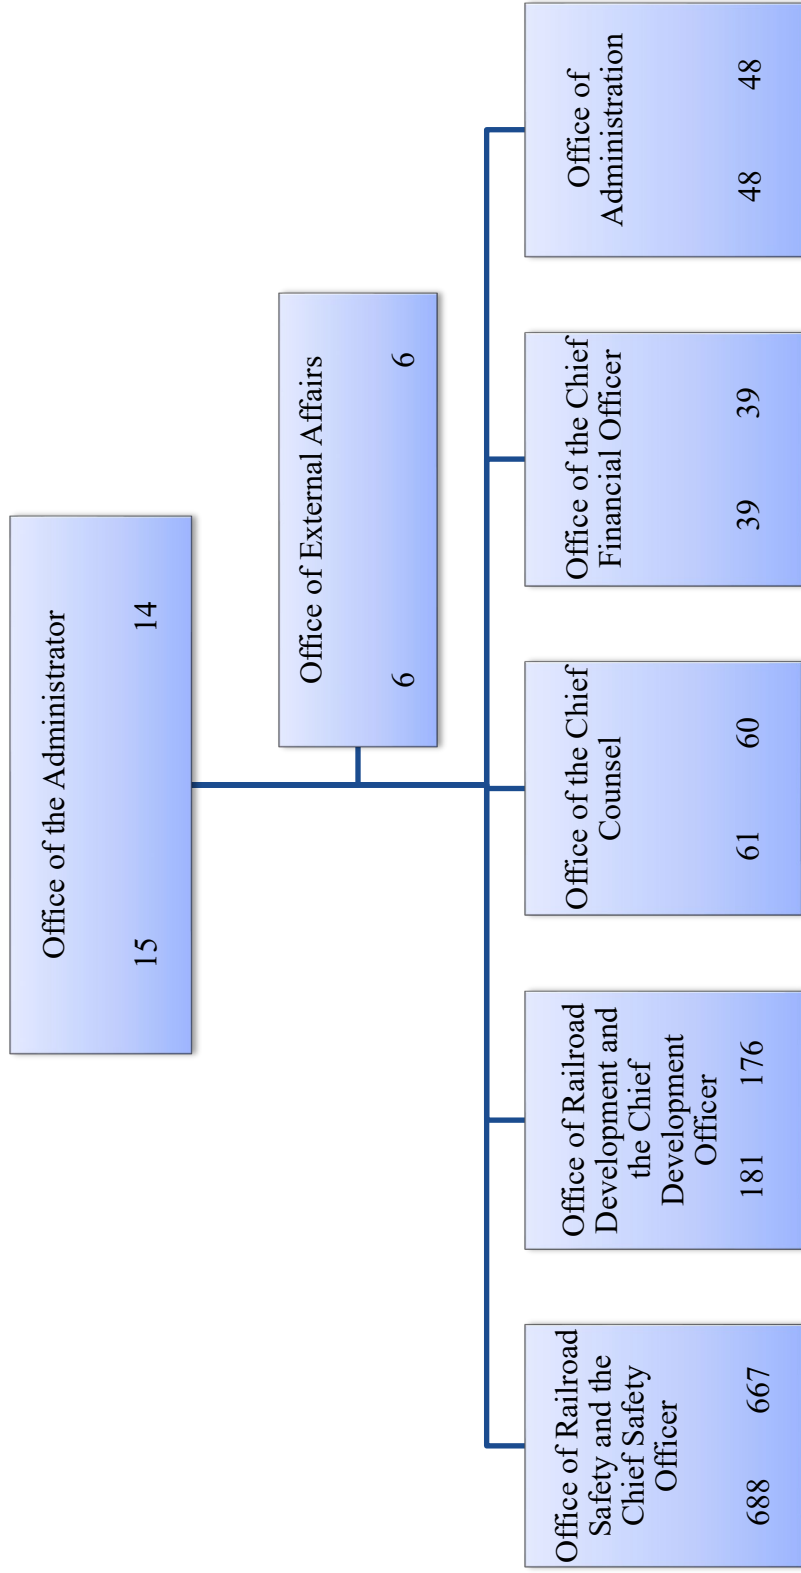 Office of the Administrator
15 14
Office of External Affairs
6 6
Office of Railroad
Safety and the
Chief Safety
Officer
688 667
Office of Railroad
Development and
the Chief
Development
Officer
181 176
Office of the Chief
Counsel
61 60
Office of the Chief
Financial Officer
39 39
Office of
Administration
48 48